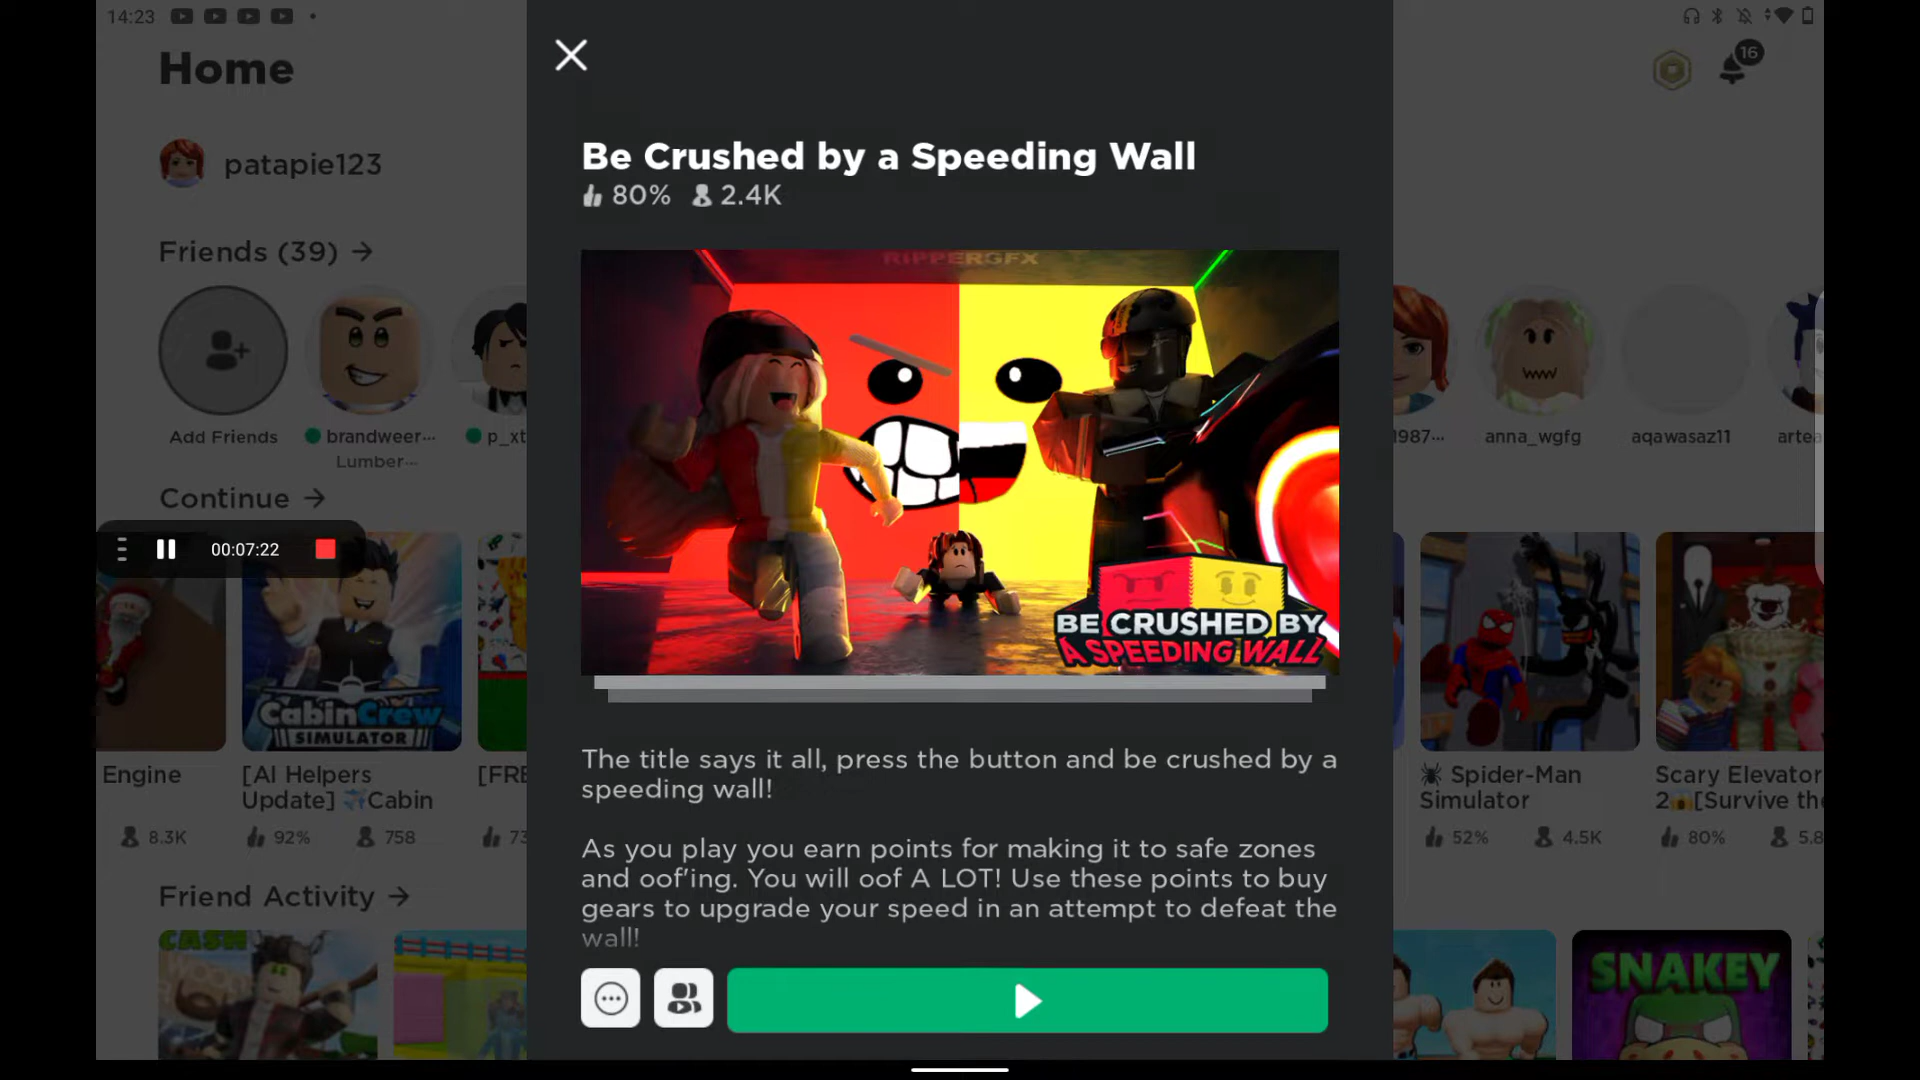 14:23
Home
16
patapie123
Friends (39) →
Add Friends
brandweer...
Lumber...
p_xt
1987...
anna_wgfg
aqawasaz11
artea
Continue →
00:07:22
CabinCrew
SIMULATOR
Engine
8.3K
[AI Helpers
Update] ✈️Cabin
92% 758
[FRE
73
🕷 Spider-Man
Simulator
52% 4.5K
Scary Elevator
2😱[Survive the
80% 5.8
Friend Activity →
CASH
SNAKEY
Be Crushed by a Speeding Wall
80% 2.4K
RIPPERGFX
BE CRUSHED BY
A SPEEDING WALL
The title says it all, press the button and be crushed by a
speeding wall!
As you play you earn points for making it to safe zones
and oof'ing. You will oof A LOT! Use these points to buy
gears to upgrade your speed in an attempt to defeat the
wall!